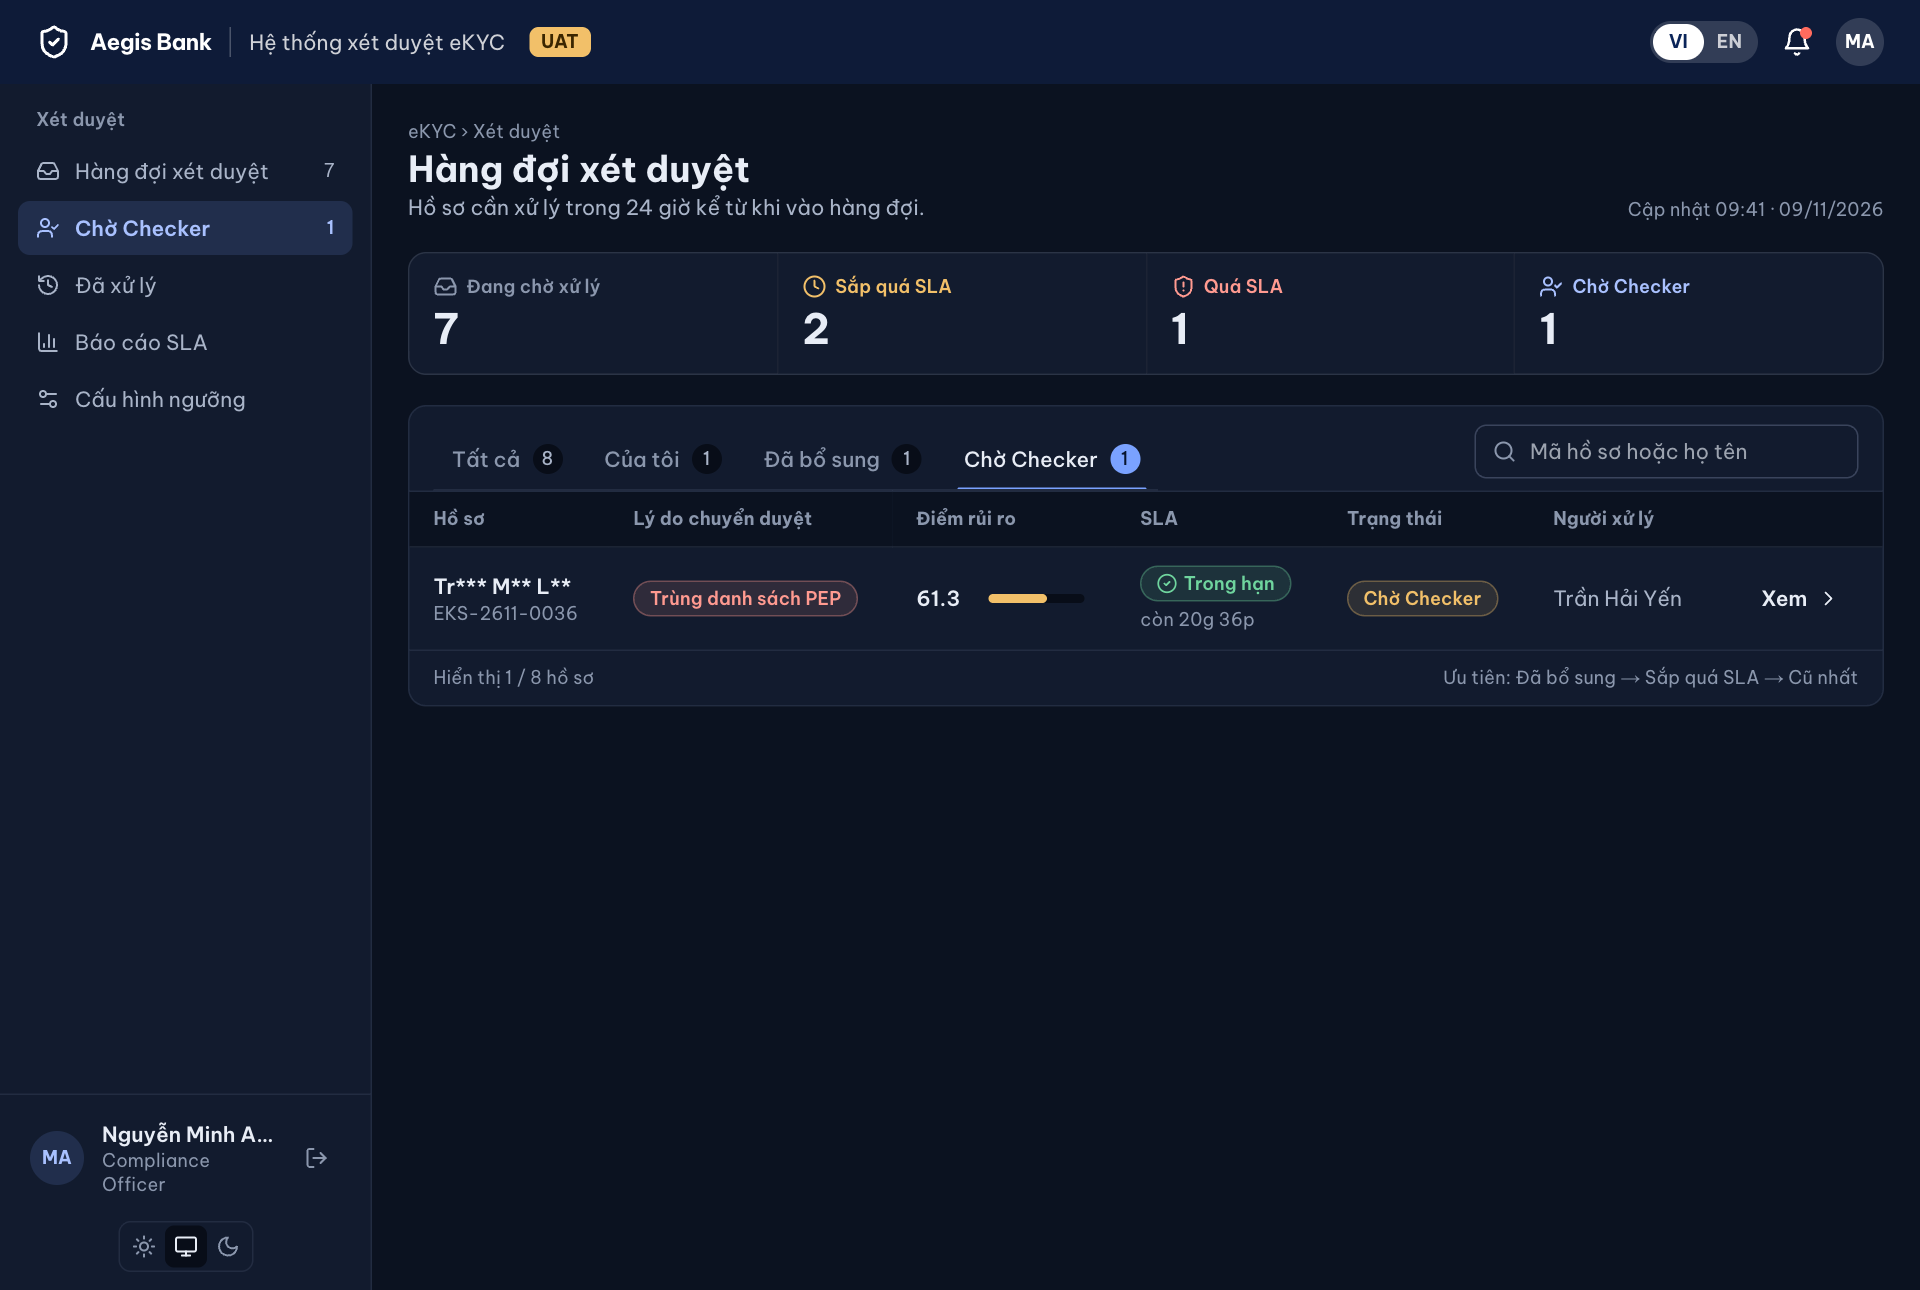 Aegis Bank
Hệ thống xét duyệt eKYC
UAT
VI EN
MA
Xét duyệt
Hàng đợi xét duyệt 7
Chờ Checker 1
Đã xử lý
Báo cáo SLA
Cấu hình ngưỡng
eKYC › Xét duyệt
Hàng đợi xét duyệt
Hồ sơ cần xử lý trong 24 giờ kể từ khi vào hàng đợi.
Cập nhật 09:41 · 09/11/2026
Đang chờ xử lý
7
Sắp quá SLA
2
Quá SLA
1
Chờ Checker
1
Tất cả 8
Của tôi 1
Đã bổ sung 1
Chờ Checker 1
Mã hồ sơ hoặc họ tên
Hồ sơ Lý do chuyển duyệt Điểm rủi ro SLA Trạng thái Người xử lý
Tr*** M** L**
EKS-2611-0036
Trùng danh sách PEP
61.3
Trong hạn
còn 20g 36p
Chờ Checker
Trần Hải Yến
Xem
Hiển thị 1 / 8 hồ sơ
Ưu tiên: Đã bổ sung → Sắp quá SLA → Cũ nhất
MA
Nguyễn Minh A...
Compliance
Officer